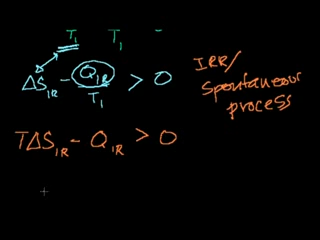 T₁ T₁ -
ΔS_IR - Q_IR / T₁ > 0
IRR/
spontaneous
process
TΔS_IR - Q_IR > 0